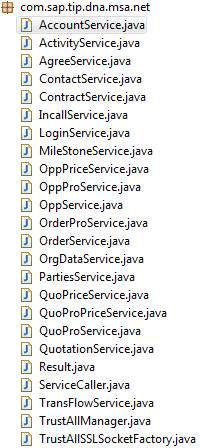 com.sap.tip.dna.msa.net
AccountService.java
ActivityService.java
AgreeService.java
ContactService.java
ContractService.java
IncallService.java
LoginService.java
MileStoneService.java
OppPriceService.java
OppProService.java
OppService.java
OrderProService.java
OrderService.java
OrgDataService.java
PartiesService.java
QuoPriceService.java
QuoProPriceService.java
QuoProService.java
QuotationService.java
Result.java
ServiceCaller.java
TransFlowService.java
TrustAllManager.java
TrustAllSSLSocketFactory.java